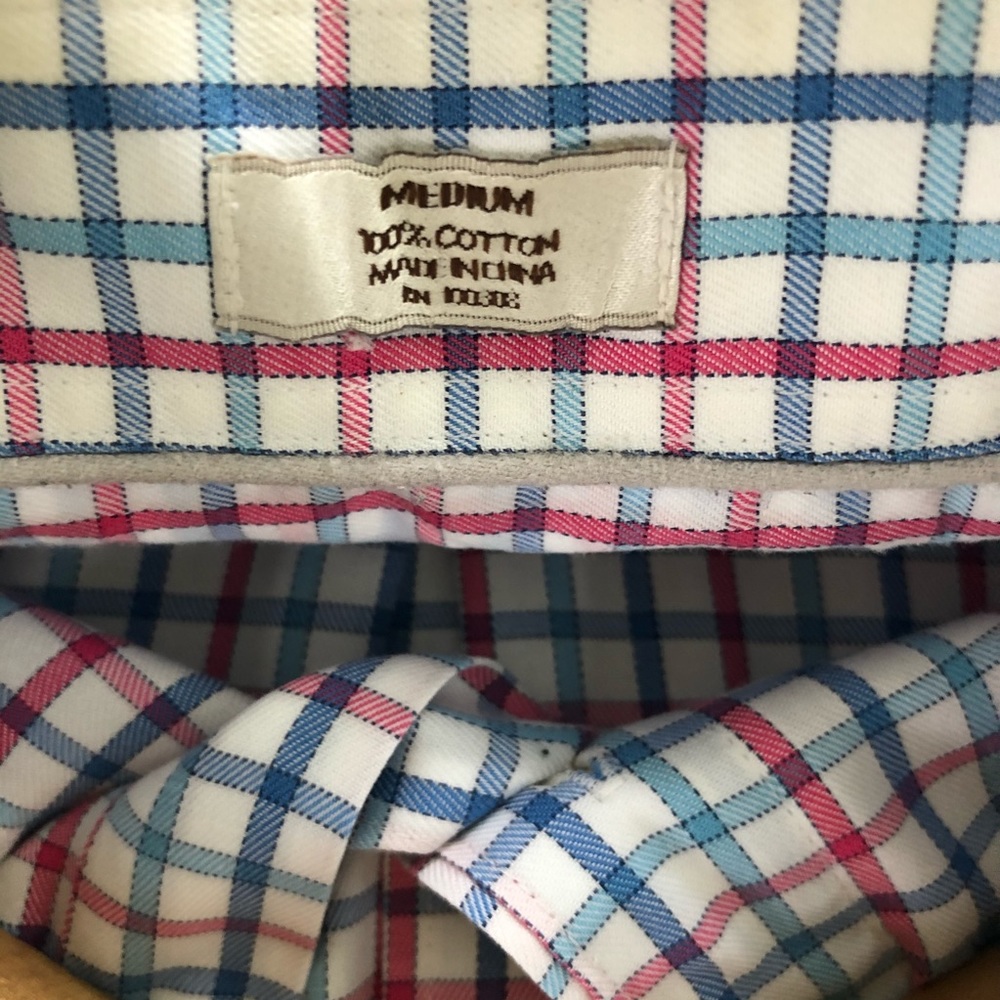 MEDIUM
100% COTTON
MADE IN CHINA
RN 100308